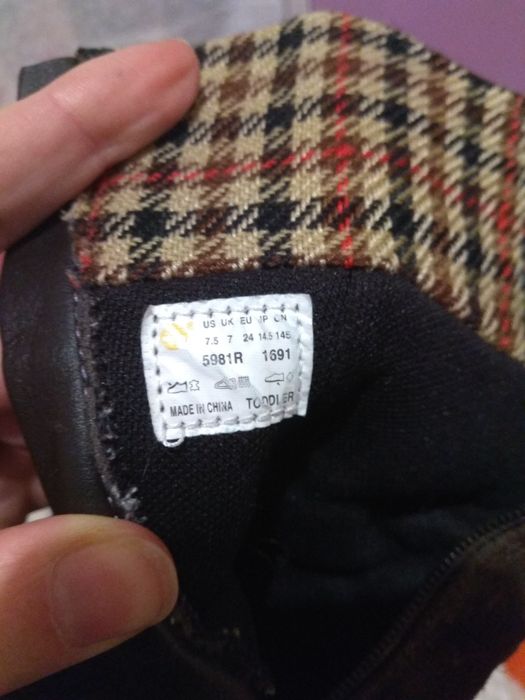 US UK EU JP CN
7.5 7 24 14.5 145
5981R 1691
MADE IN CHINA TODDLER